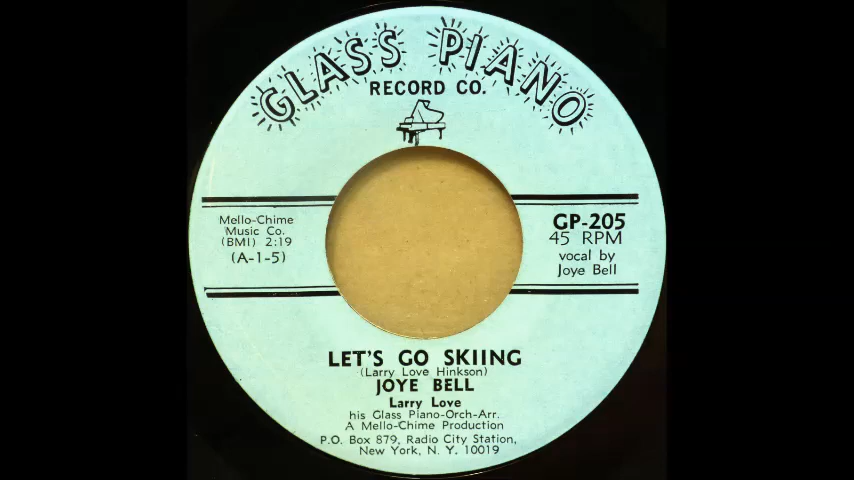 GLASS PIANO
RECORD CO.
Mello-Chime
Music Co.
(BMI) 2:19
(A-1-5)
GP-205
45 RPM
vocal by
Joye Bell
LET'S GO SKIING
(Larry Love Hinkson)
JOYE BELL
Larry Love
his Glass Piano-Orch-Arr.
A Mello-Chime Production
P.O. Box 879, Radio City Station,
New York, N. Y. 10019